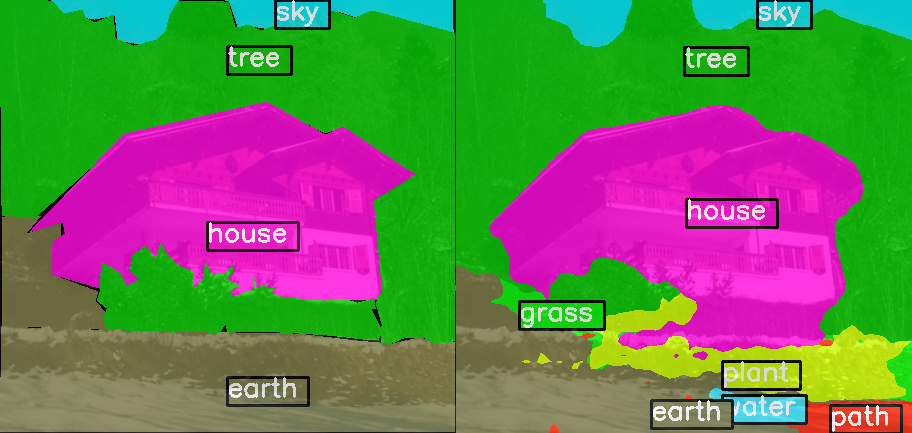 sky
sky
tree
tree
house
house
grass
plant
earth
earth
water
path